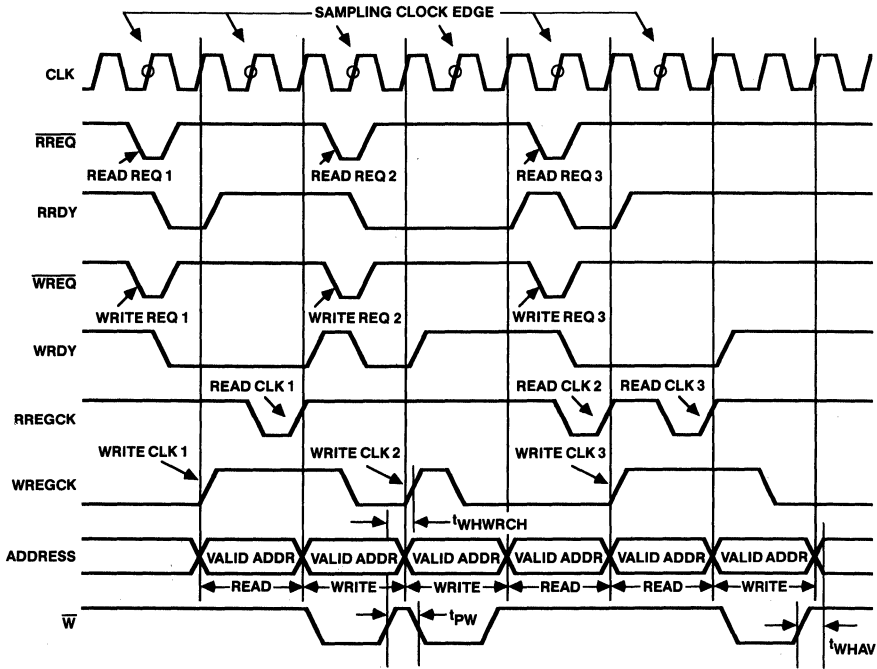 SAMPLING CLOCK EDGE
CLK
RREQ
READ REQ 1 READ REQ 2 READ REQ 3
RRDY
WREQ
WRITE REQ 1 WRITE REQ 2 WRITE REQ 3
WRDY
READ CLK 1 READ CLK 2 READ CLK 3
RREGCK
WRITE CLK 1 WRITE CLK 2 WRITE CLK 3
WREGCK
tWHWRCH
ADDRESS VALID ADDR VALID ADDR VALID ADDR VALID ADDR VALID ADDR VALID ADDR
READ WRITE WRITE READ READ WRITE
W tPW
tWHAV